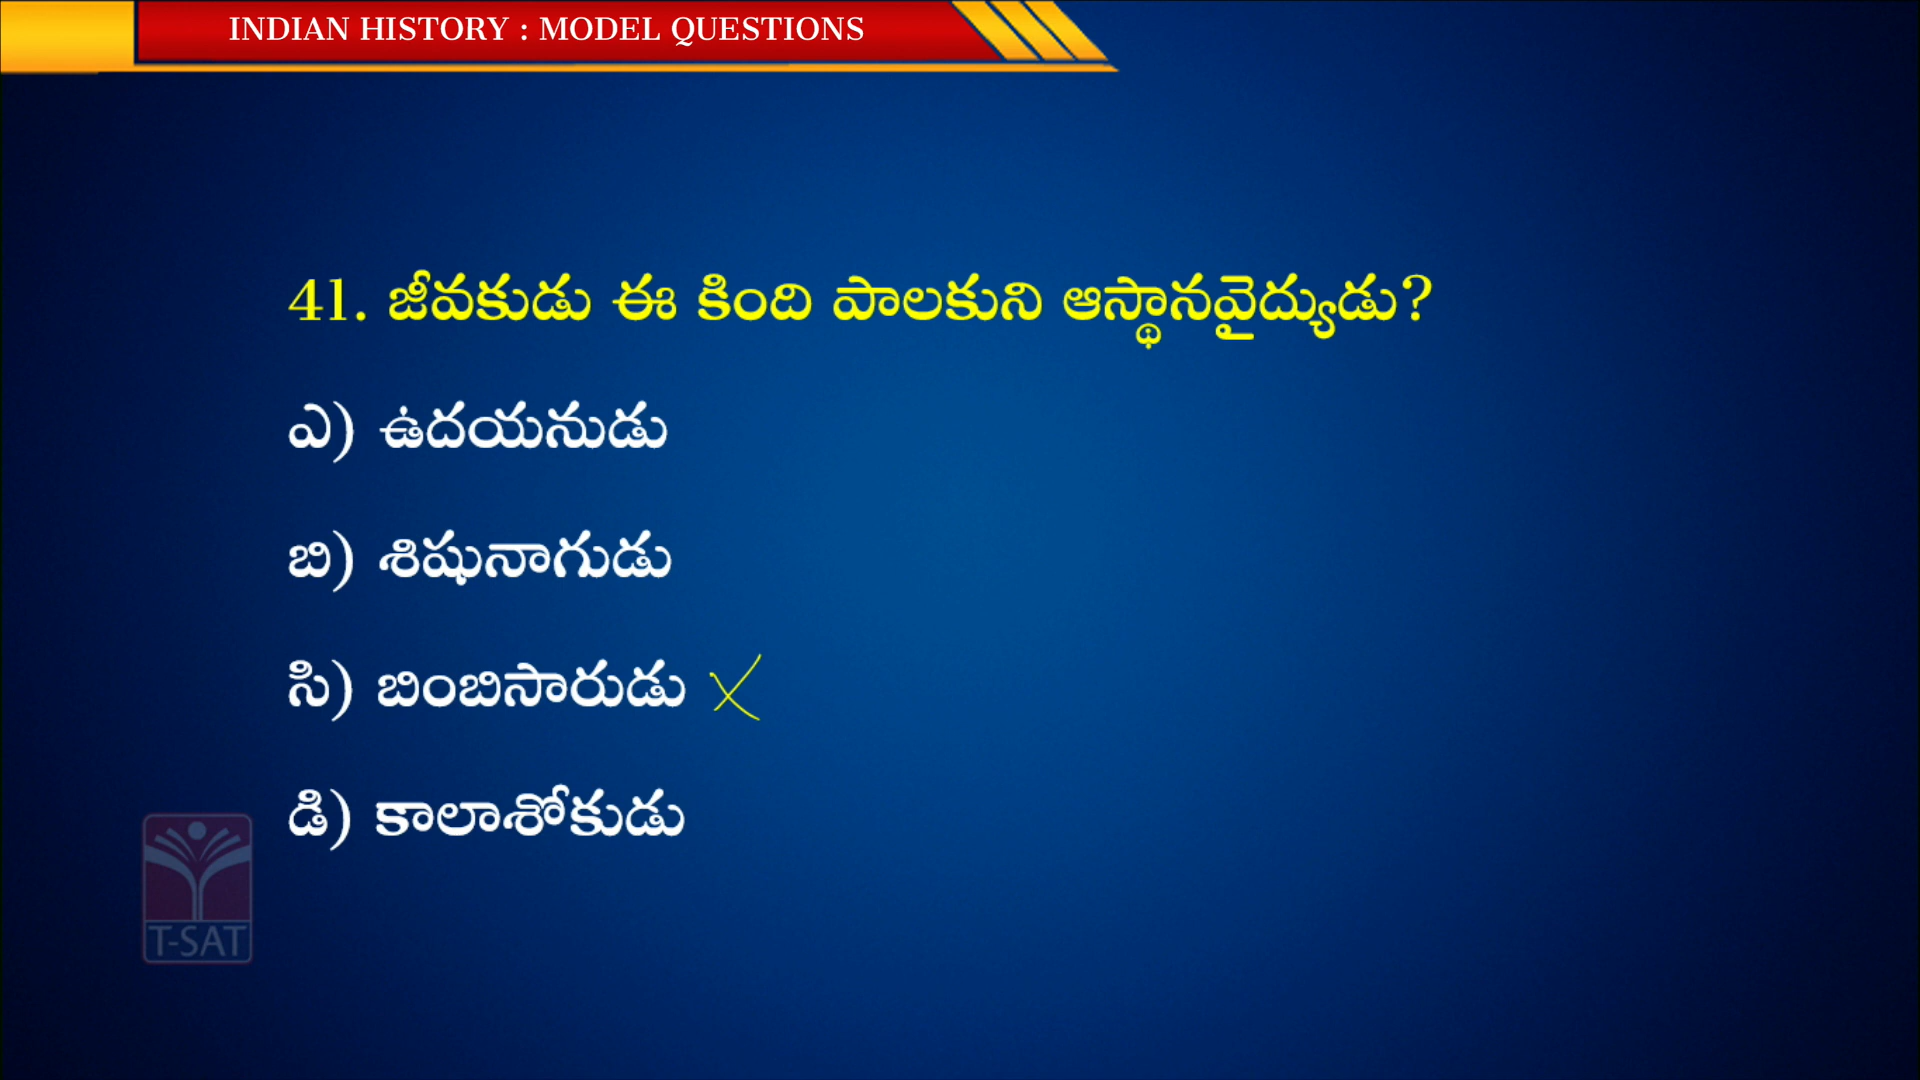 INDIAN HISTORY : MODEL QUESTIONS
41. జీవకుడు ఈ కింది పాలకుని ఆస్థానవైద్యుడు?
ఎ) ఉదయనుడు
బి) శిషునాగుడు
సి) బింబిసారుడు
డి) కాలాశోకుడు
T-SAT